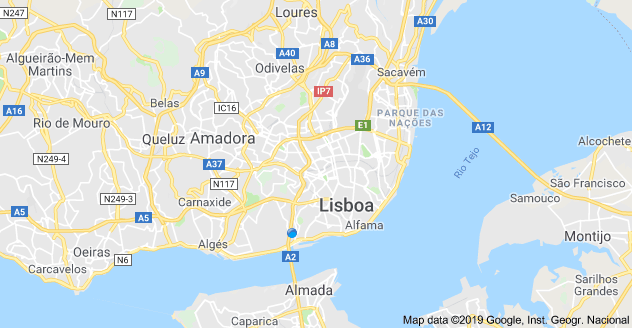 N247
N117
Loures
A30
A8
A40
A36
Algueirão-Mem
Martins
Odivelas
A9
Sacavém
IP7
Belas
IC16
PARQUE DAS
NAÇÕES
A16
Rio de Mouro
E1
A12
Queluz
Amadora
Alcochete
N249-4
A37
Rio Tejo
N117
São Francisco
N249-3
Carnaxide
Samouco
A5
A5
Lisboa
Alfama
Montijo
Algés
Oeiras
N6
A2
Carcavelos
Sarilhos
Grandes
Almada
Caparica
Map data ©2019 Google, Inst. Geogr. Nacional